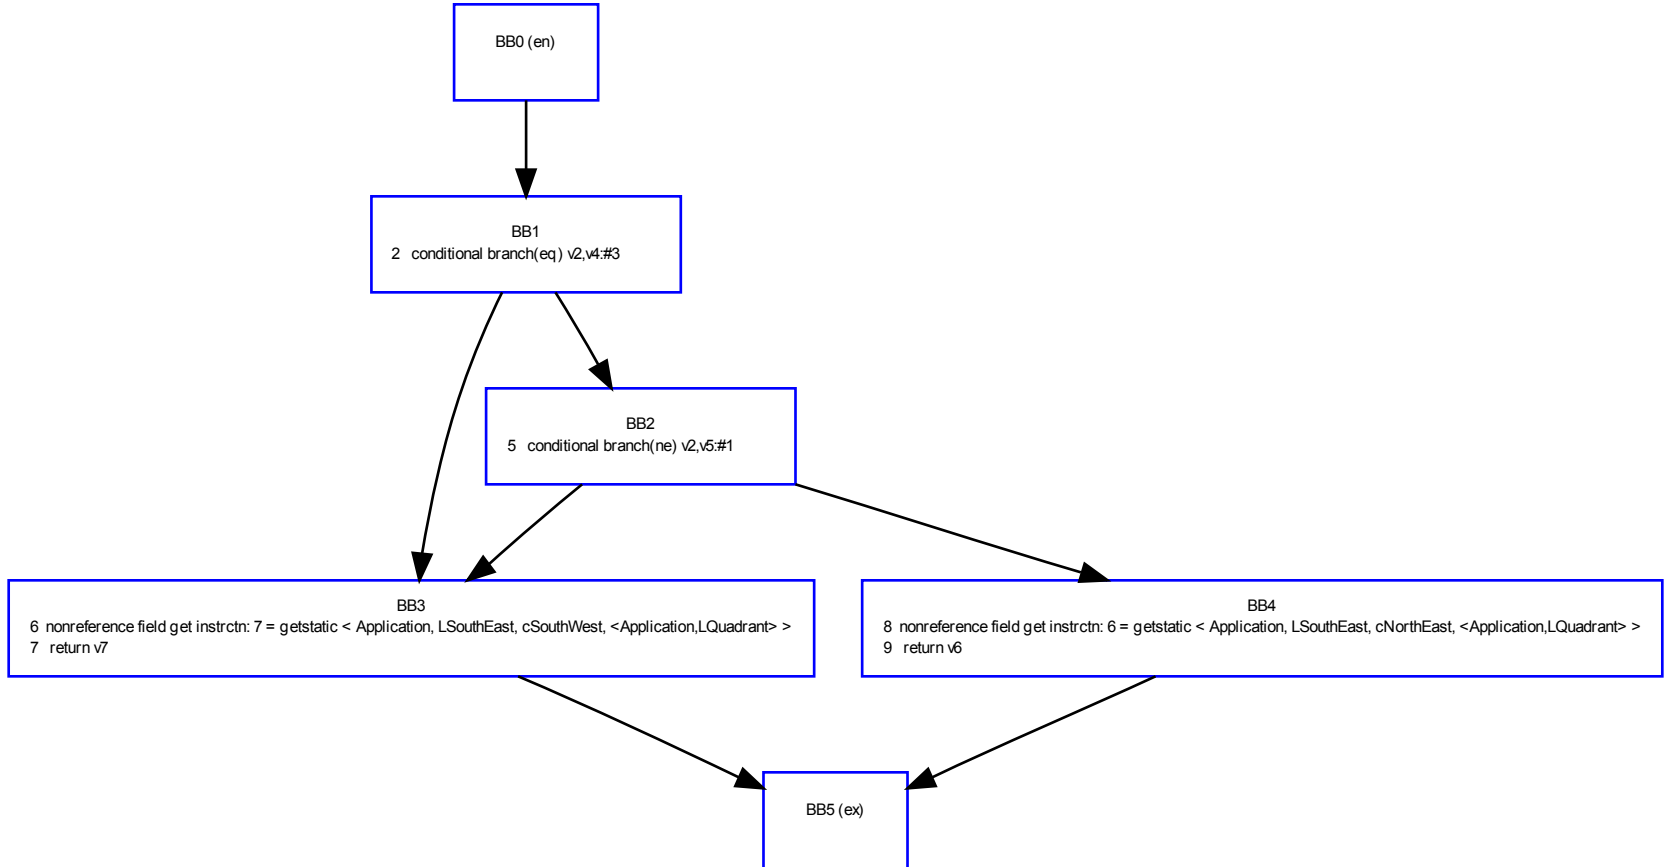 BB0 (en)
BB1
2 conditional branch(eq) v2,v4:#3
BB2
5 conditional branch(ne) v2,v5:#1
BB3
6 nonreference field get instrctn: 7 = getstatic < Application, LSouthEast, cSouthWest, <Application,LQuadrant> >
7 return v7
BB4
8 nonreference field get instrctn: 6 = getstatic < Application, LSouthEast, cNorthEast, <Application,LQuadrant> >
9 return v6
BB5 (ex)